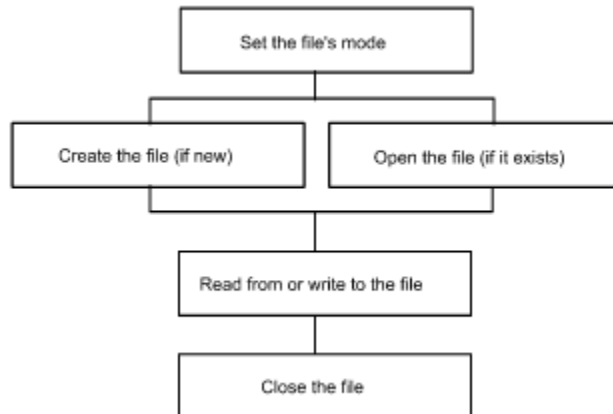 Set the file's mode
Create the file (if new)
Open the file (if it exists)
Read from or write to the file
Close the file